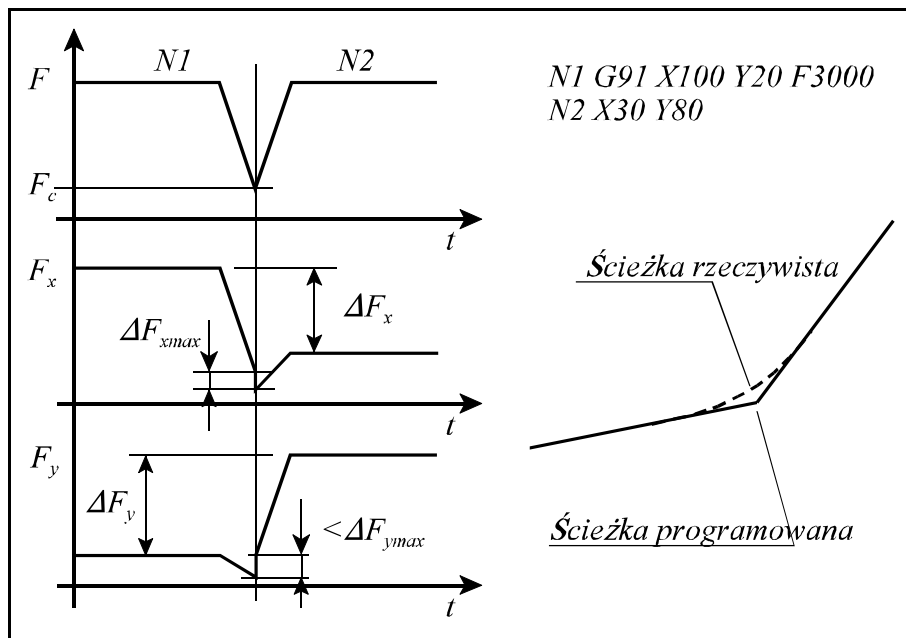 F
N1
N2
F_c
t
N1 G91 X100 Y20 F3000
N2 X30 Y80
F_x
ΔF_x
ΔF_xmax
t
Ścieżka rzeczywista
F_y
ΔF_y
<ΔF_ymax
t
Ścieżka programowana